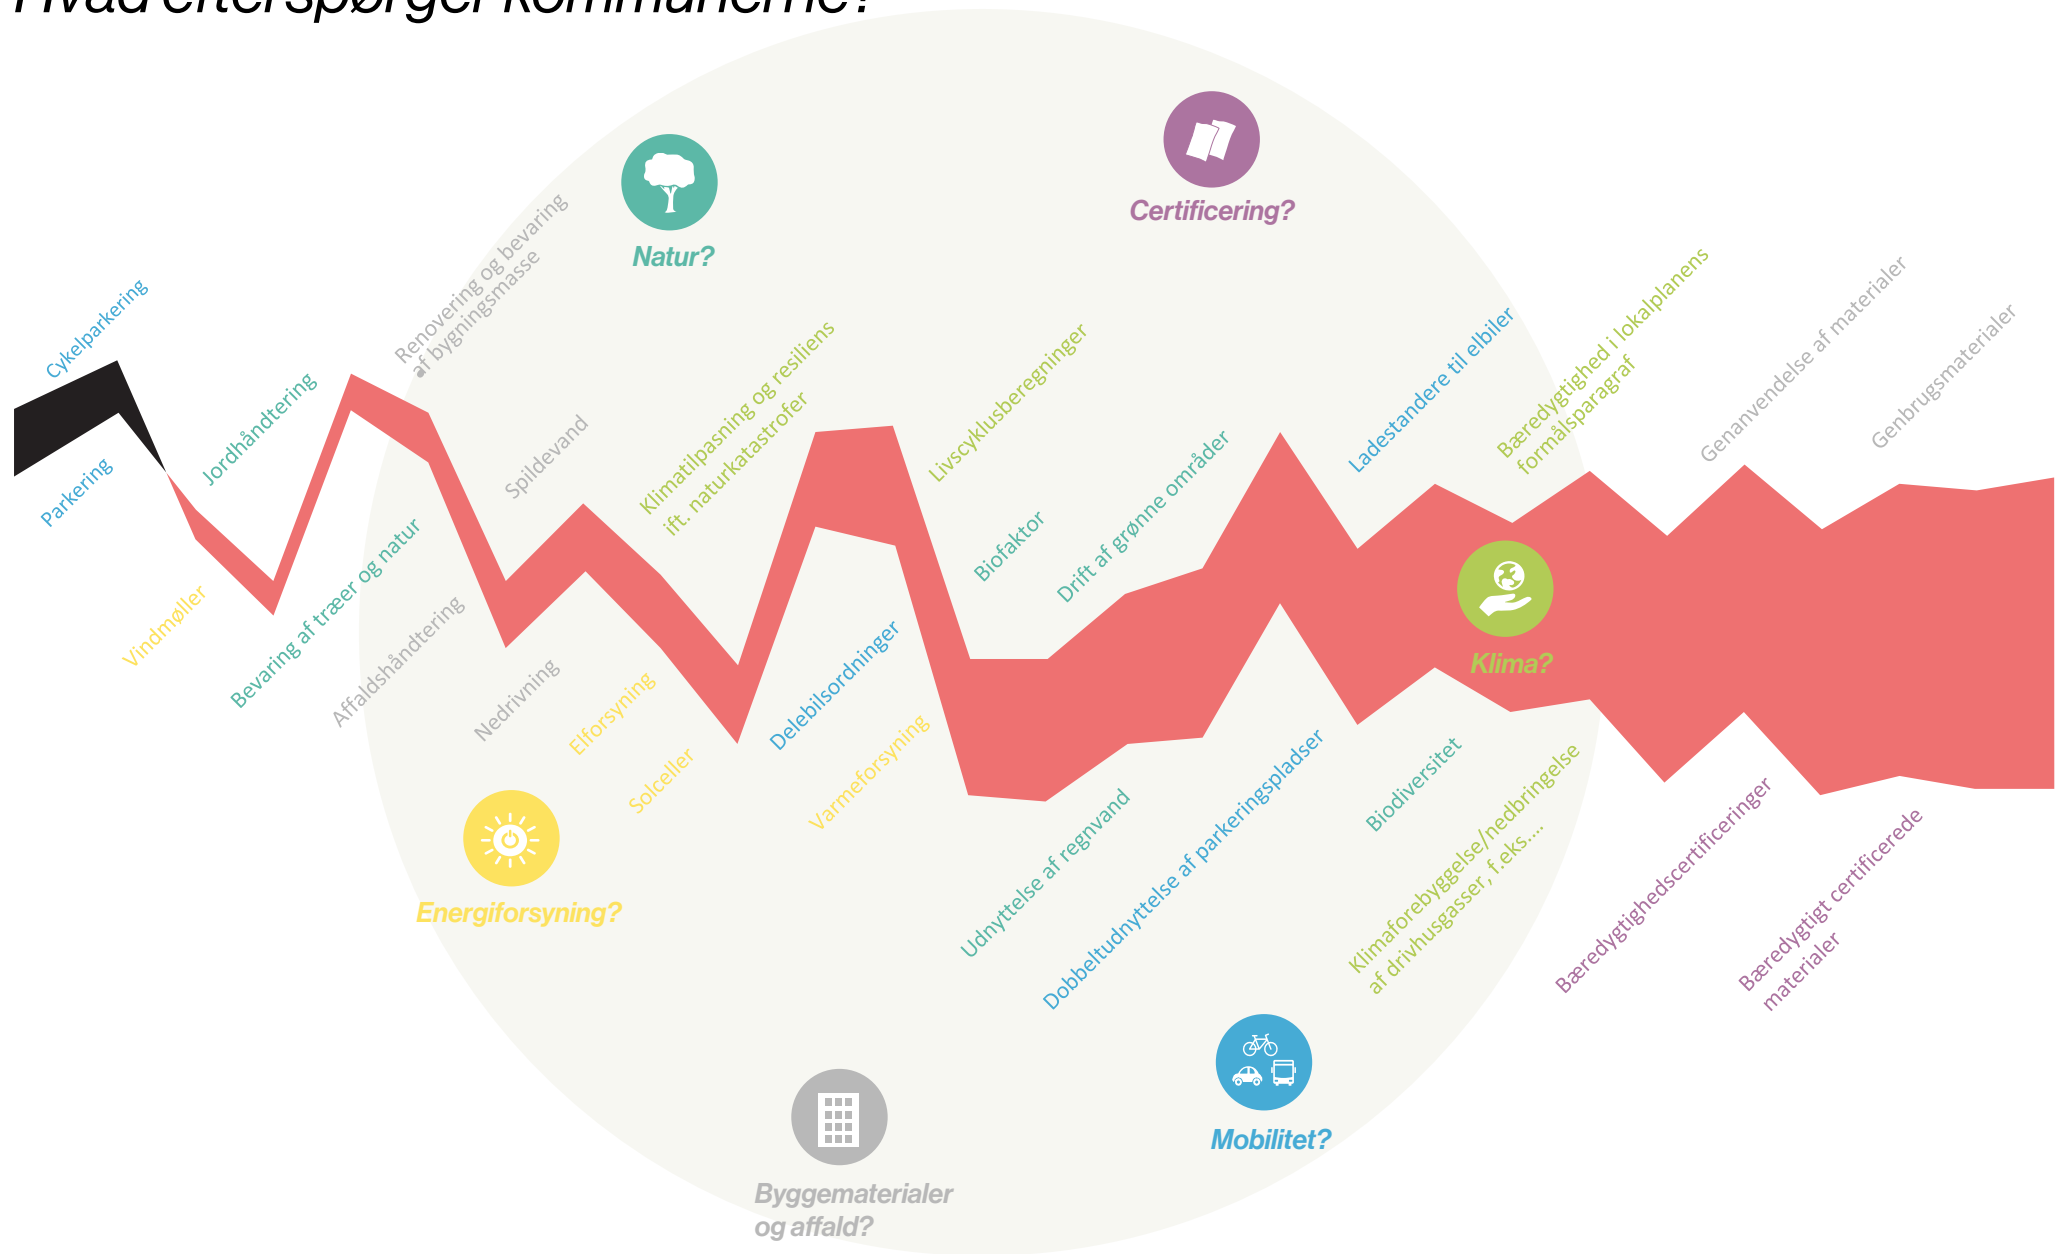 Hvad efterspørger kommunerne?
Certificering?
Natur?
Renovering og bevaring
af bygningsmasse
Cykelparkering
Jordhåndtering
Klimatilpasning og resiliens
ift. naturkatastrofer
Livscyklusberegninger
Ladestandere til elbiler
Bæredygtighed i lokalplanens
formålsparagraf
Genanvendelse af materialer
Genbrugsmaterialer
Spildevand
Parkering
Biofaktor
Drift af grønne områder
Vindmøller
Bevaring af træer og natur
Affaldshåndtering
Nedrivning
Elforsyning
Solceller
Delebilsordninger
Varmeforsyning
Klima?
Udnyttelse af regnvand
Dobbeltudnyttelse af parkeringspladser
Biodiversitet
Klimaforebyggelse/nedbringelse
af drivhusgasser, f.eks....
Bæredygtighedscertificeringer
Bæredygtigt certificerede
materialer
Energiforsyning?
Mobilitet?
Byggematerialer
og affald?